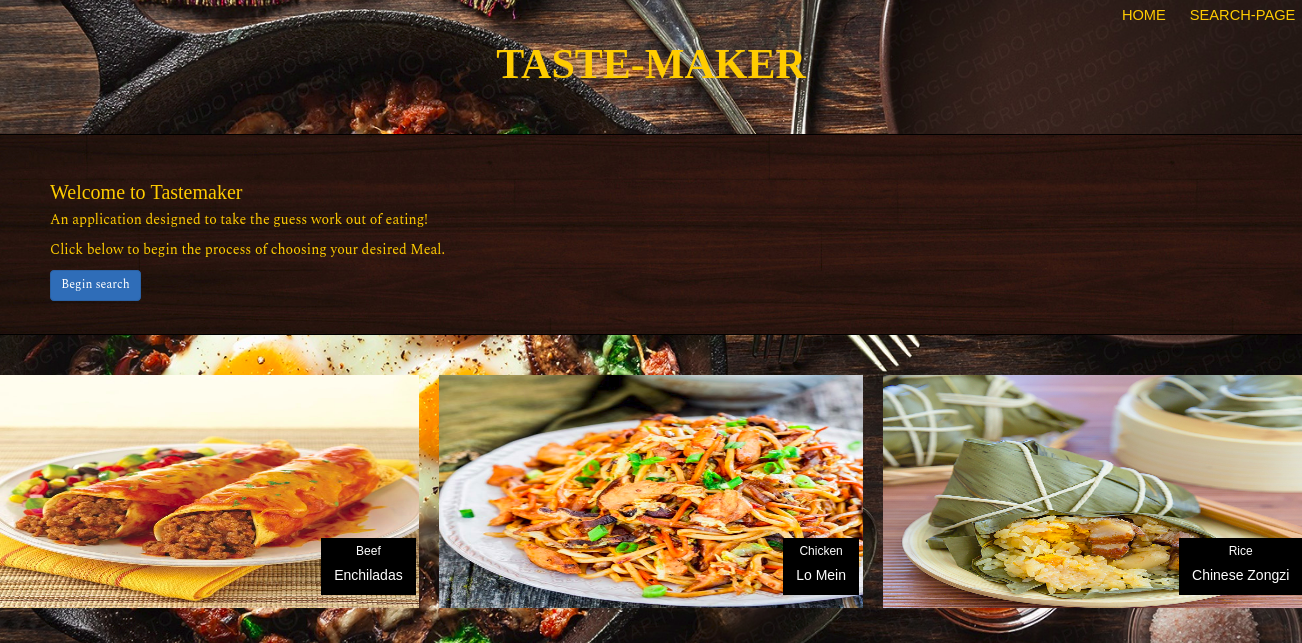 HOME SEARCH-PAGE
TASTE-MAKER
Welcome to Tastemaker
An application designed to take the guess work out of eating!
Click below to begin the process of choosing your desired Meal.
Begin search
Beef
Enchiladas
Chicken
Lo Mein
Rice
Chinese Zongzi